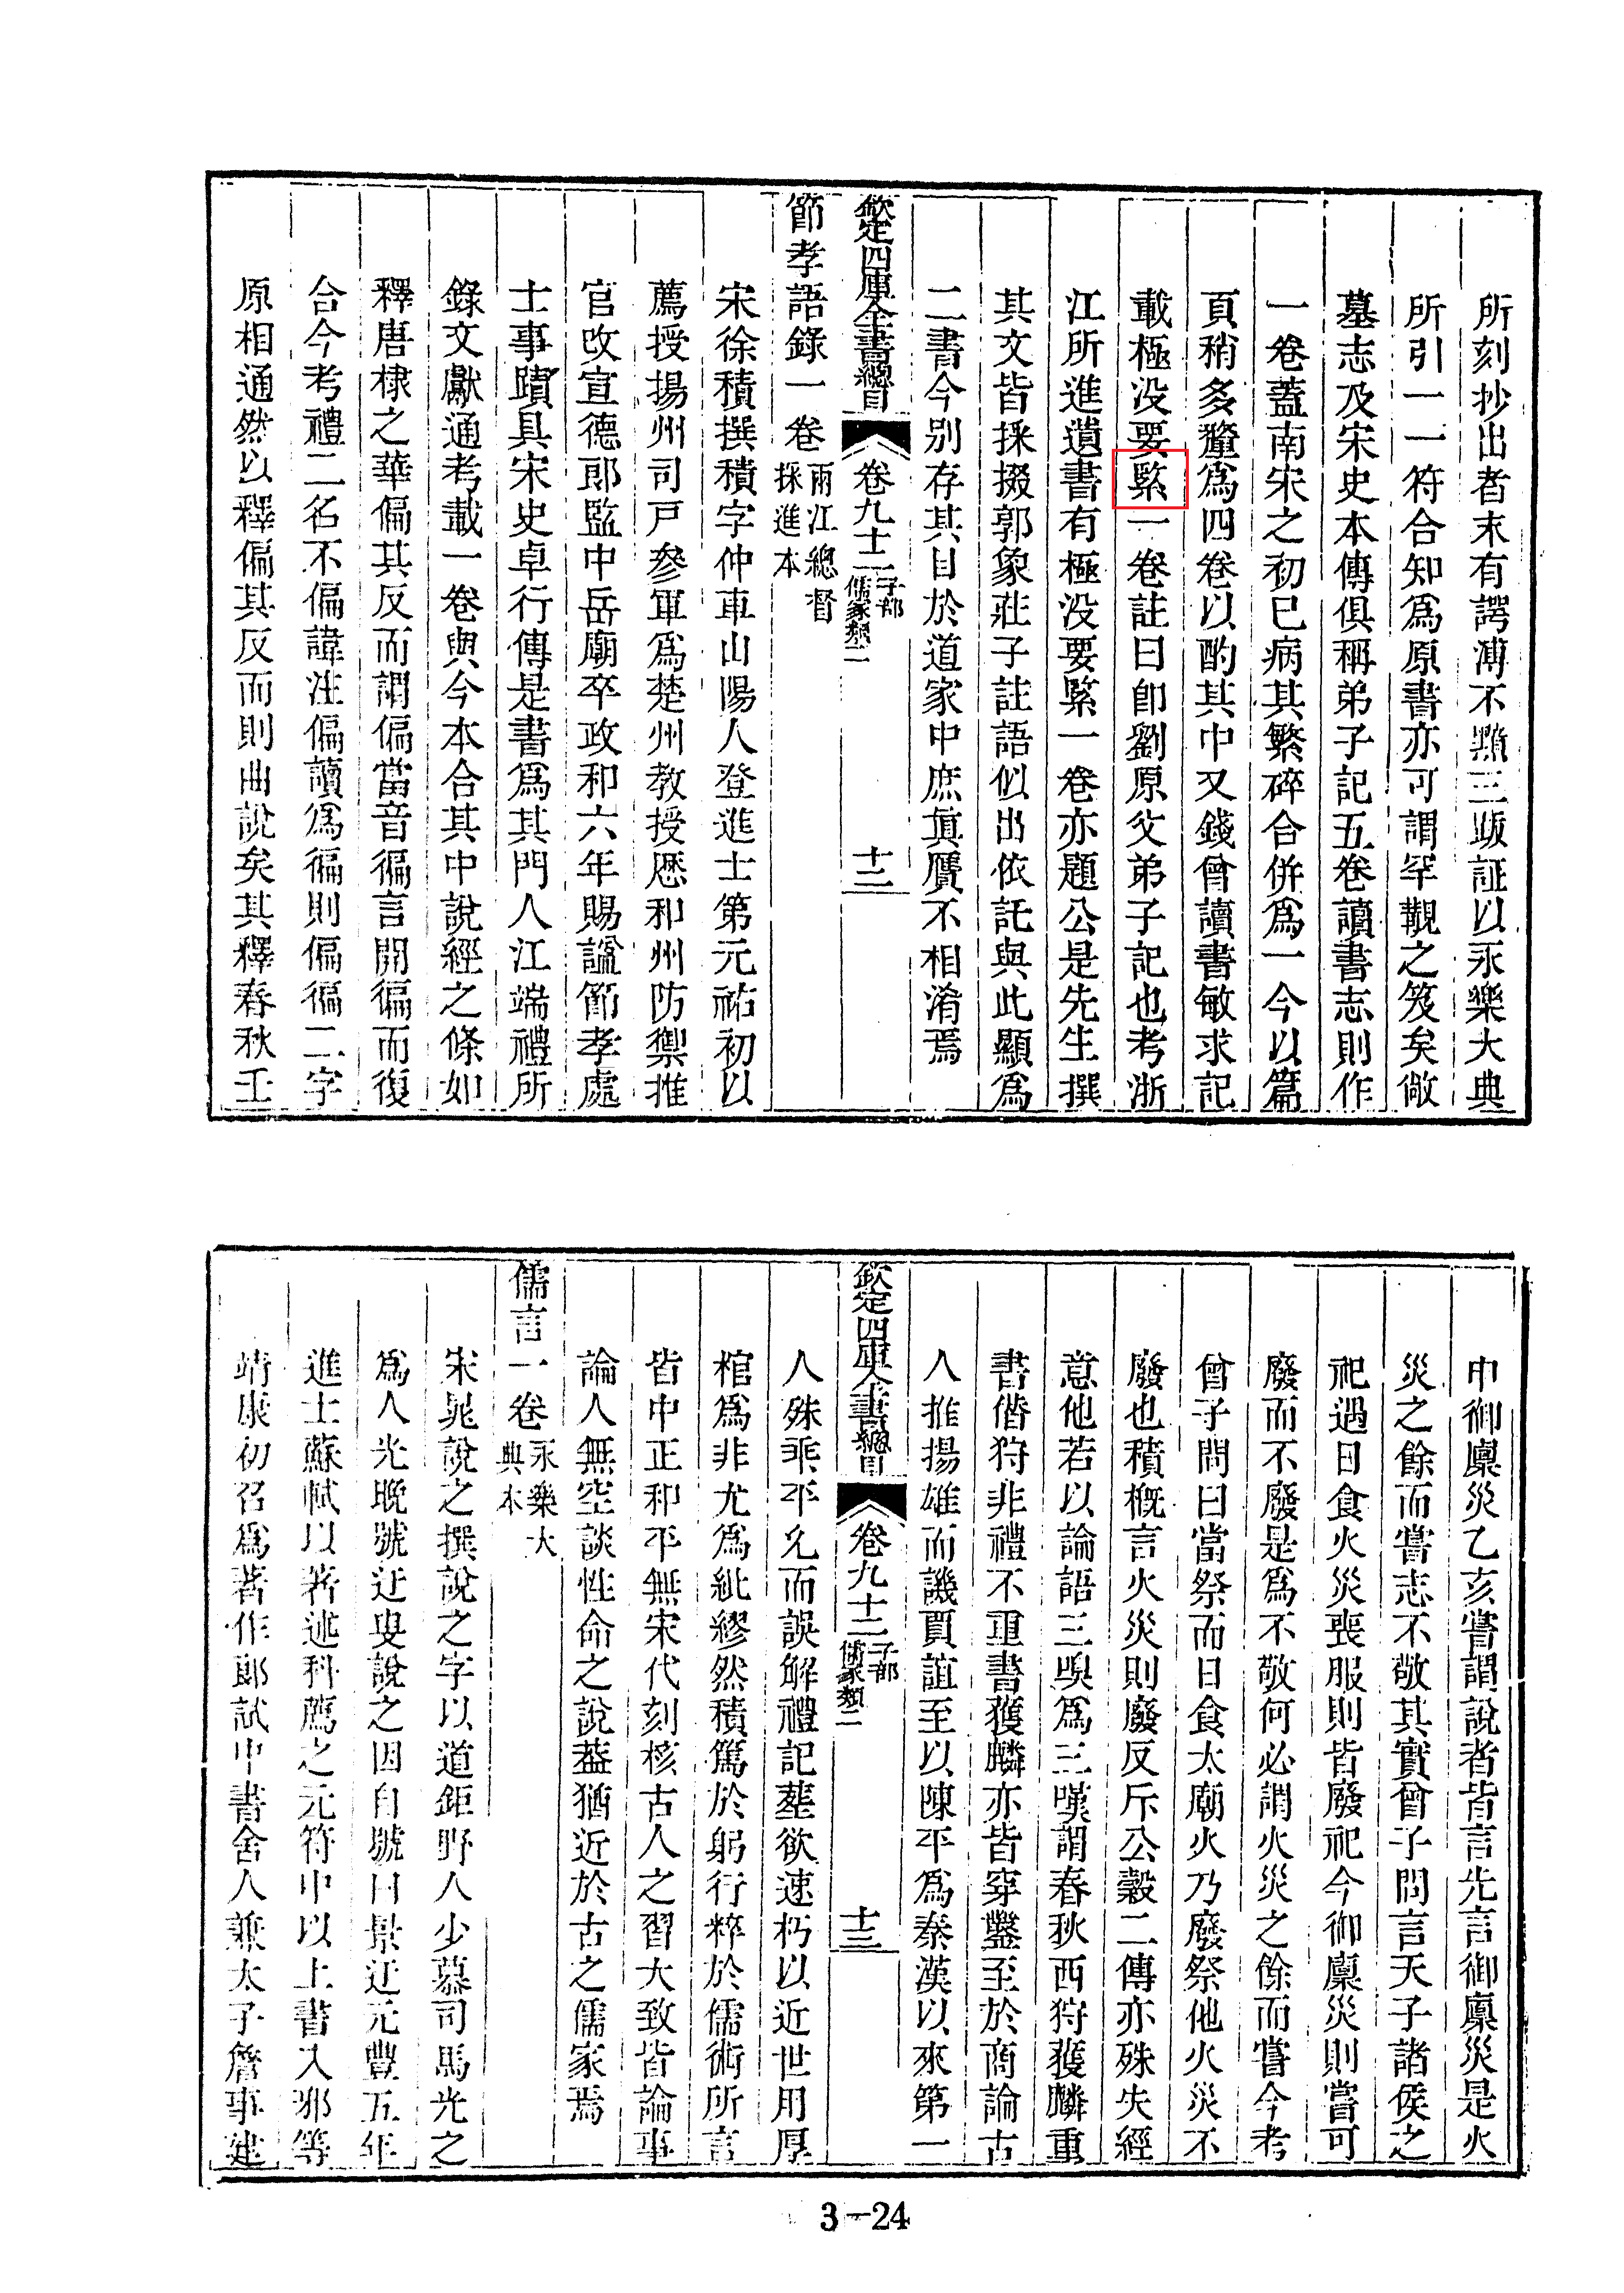 所刻抄出者末有諤溥不黯三跋証以永樂大典
所引一一符合知爲原書亦可謂罕覯之笈矣敞
墓志及宋史本傳俱稱弟子記五卷讀書志則作
一卷蓋南宋之初巳病其繁碎合併爲一今以篇
頁稍多釐爲四卷以酌其中又錢曾讀書敏求記
載極没要緊一卷註曰卽劉原父弟子記也考浙
江所進遺書有極没要緊一卷亦題公是先生撰
其文皆採掇郭象莊子註語似出依託與此顯爲
二書今别存其目於道家中庶眞贋不相淆焉
欽定四庫全書總目 卷九十二 子部 儒家類二 十二
節孝語錄一卷 兩江總督採進本
宋徐積撰積字仲車山陽人登進士第元祐初以
薦授揚州司戸參軍爲楚州教授歴和州防禦推
官改宣德郎監中岳廟卒政和六年賜諡節孝處
士事蹟具宋史卓行傳是書爲其門人江端禮所
錄文獻通考載一卷與今本合其中說經之條如
釋唐棣之華偏其反而謂偏當音徧言開徧而復
合今考禮二名不偏諱注偏讀爲徧則偏徧二字
原相通然以釋偏其反而則曲說矣其釋春秋壬
申御廩災乙亥嘗謂說者皆言先言御廩災是火
災之餘而嘗志不敬其實曾子問言天子諸侯之
祀遇日食火災喪服則皆廢祀今御廩災則嘗可
廢而不廢是爲不敬何必謂火災之餘而嘗今考
曾子問曰當祭而日食太廟火乃廢祭他火災不
廢也積槪言火災則廢反斥公穀二傳亦殊失經
意他若以論語三嗅爲三嘆謂春秋西狩獲麟重
書偕狩非禮不重書獲麟亦皆穿鑿至於商論古
人推揚雄而譏賈誼至以陳平爲秦漢以來第一
欽定四庫全書總目 卷九十二 子部 儒家類二 十三
人殊乖平允而誤解禮記葬欲速朽以近世用厚
棺爲非尤爲紕繆然積篤於躬行粹於儒術所言
皆中正和平無宋代刻核古人之習大致皆論事
論人無空談性命之說蓋猶近於古之儒家焉
儒言一卷 永樂大典本
宋晁說之撰說之字以道鉅野人少慕司馬光之
爲人光晚號迂叟說之因自號曰景迂元豐五年
進士蘇軾以著述科薦之元符中以上書入邪等
靖康初召爲著作郎試中書舍人兼太子詹事建
3—24